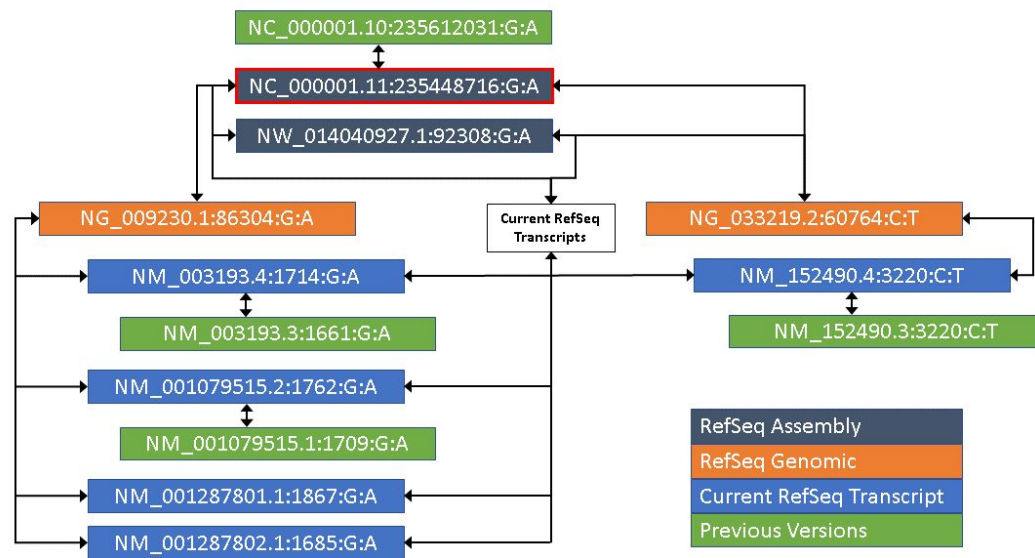 NC_000001.10:235612031:G:A
NC_000001.11:235448716:G:A
NW_014040927.1:92308:G:A
NG_009230.1:86304:G:A
Current RefSeq
Transcripts
NG_033219.2:60764:C:T
NM_003193.4:1714:G:A
NM_152490.4:3220:C:T
NM_003193.3:1661:G:A
NM_152490.3:3220:C:T
NM_001079515.2:1762:G:A
NM_001079515.1:1709:G:A
NM_001287801.1:1867:G:A
NM_001287802.1:1685:G:A
RefSeq Assembly
RefSeq Genomic
Current RefSeq Transcript
Previous Versions